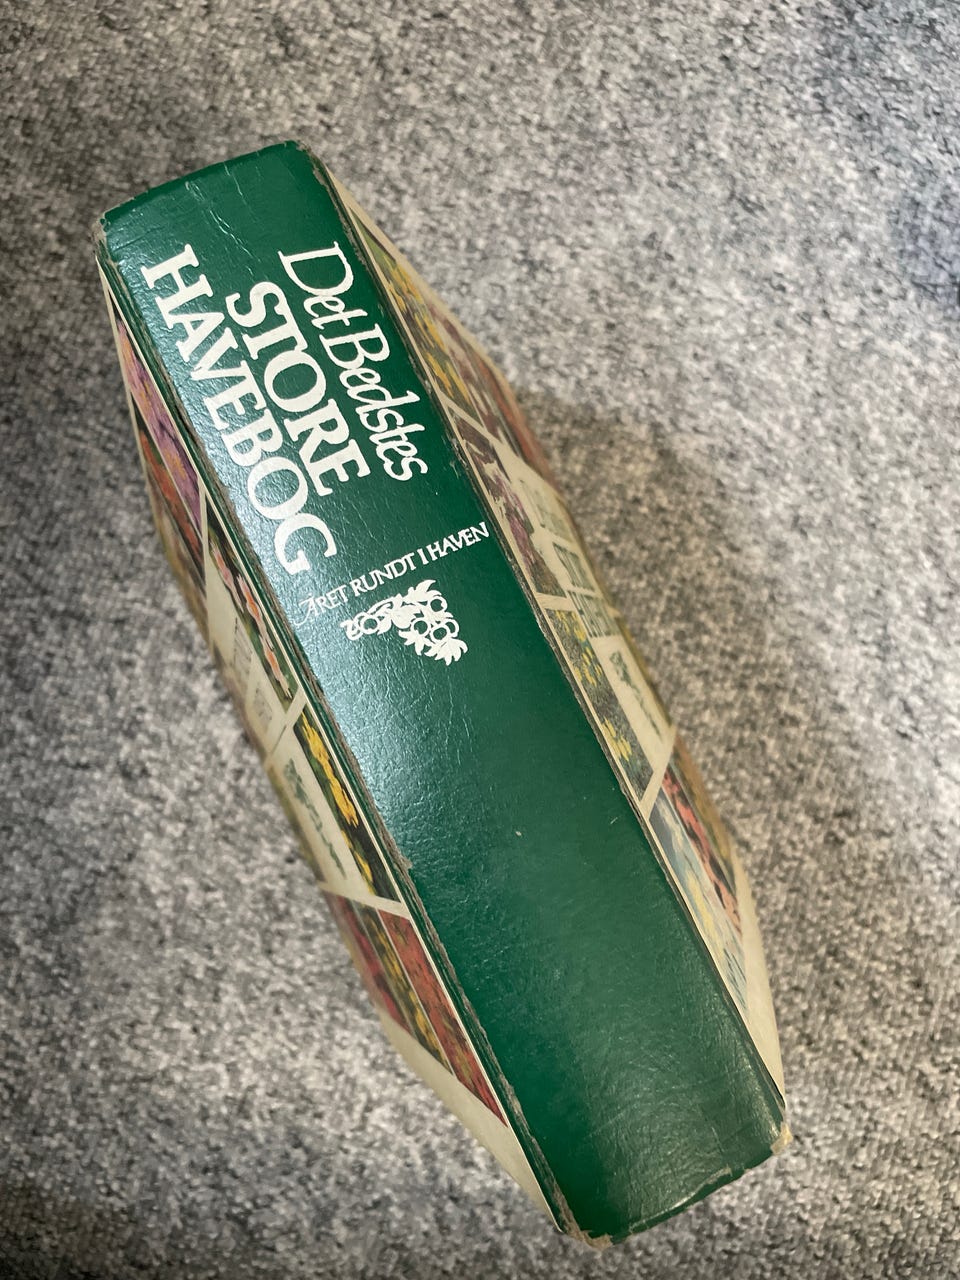 Det Bedstes
STORE
HAVEBOG
ÅRET RUNDT I HAVEN